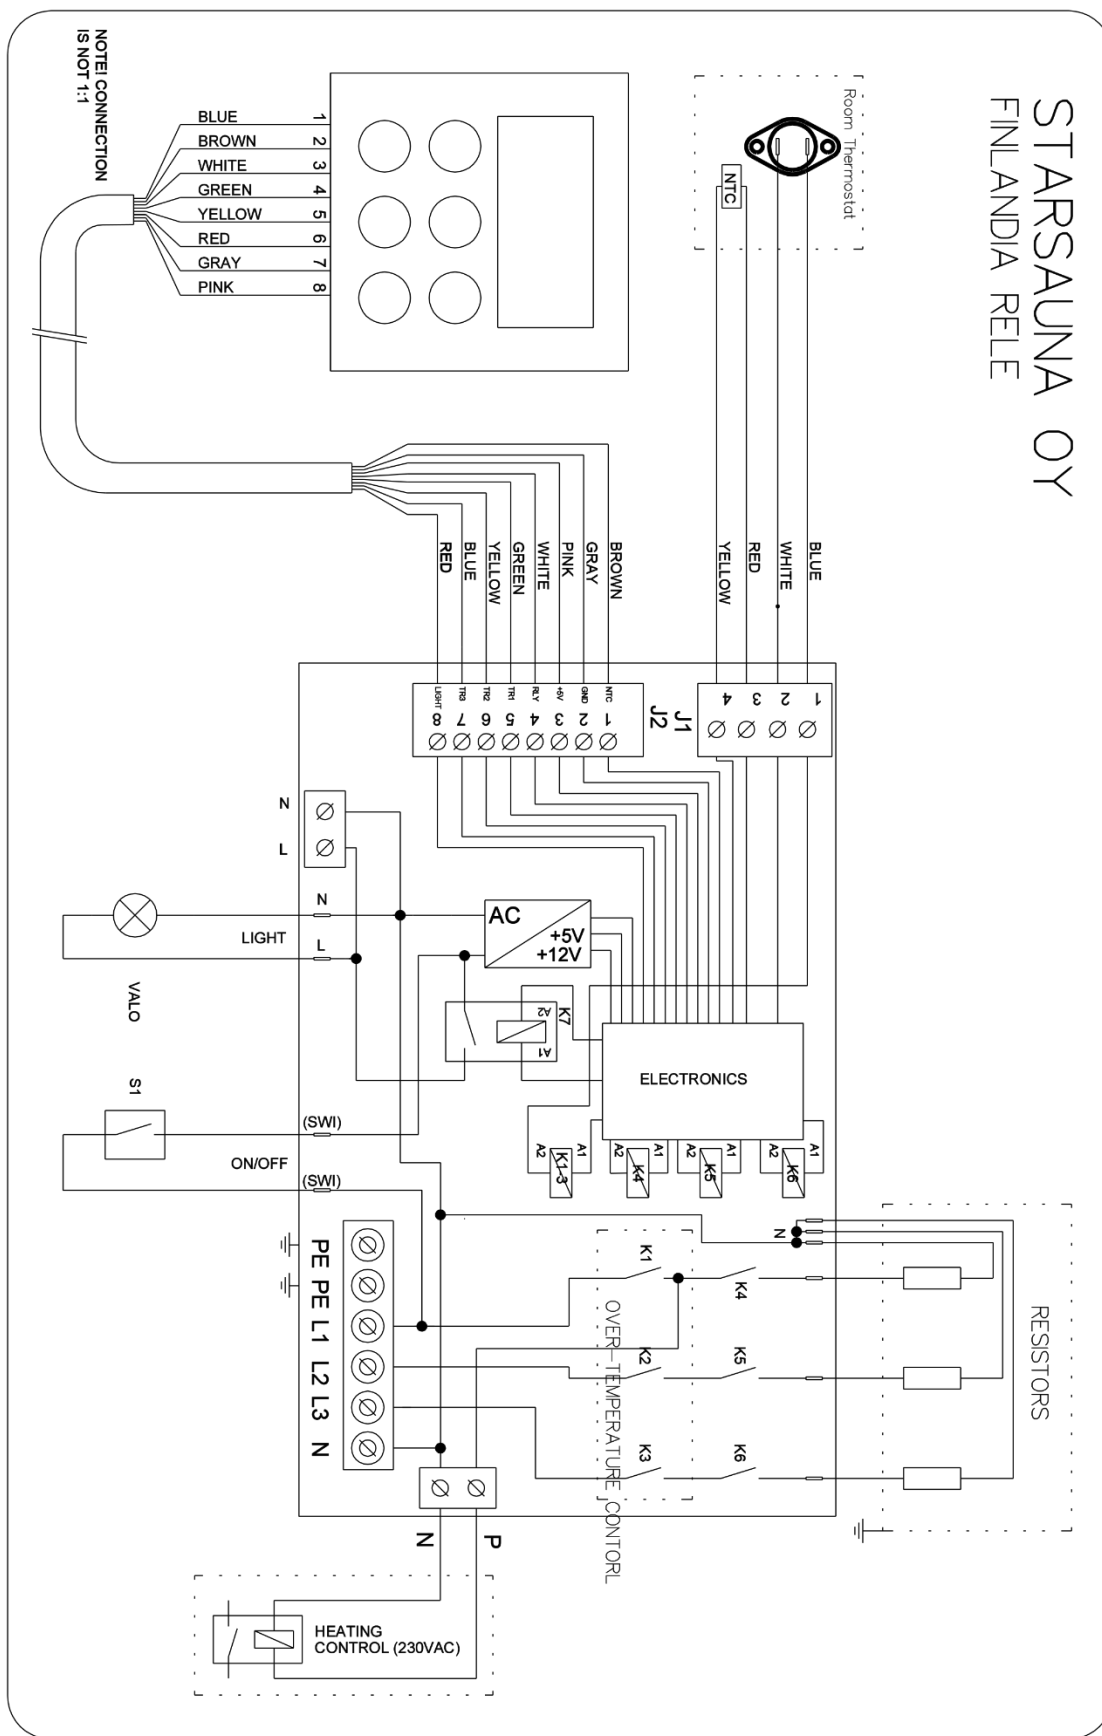 STARSAUNA OY
FINLANDIA RELE
Room Thermostat
NTC
NOTE! CONNECTION
IS NOT 1:1
BLUE 1
BROWN 2
WHITE 3
GREEN 4
YELLOW 5
RED 6
GRAY 7
PINK 8
BROWN
GRAY
PINK
WHITE
GREEN
YELLOW
BLUE
RED
BLUE
WHITE
RED
YELLOW
J1
1
2
3
4
J2
NTC 1
GND 2
+5V 3
RLY 4
TR1 5
TR2 6
TR3 7
LIGHT 8
N
L
N
LIGHT
L
VALO
AC
+5V
+12V
K7
A2
A1
ELECTRONICS
S1
(SWI)
ON/OFF
(SWI)
A2 K1-3 A1
A2 K4 A1
A2 K5 A1
A2 K6 A1
PE
PE
L1
L2
L3
N
N
K1
K2
K3
K4
K5
K6
OVER-TEMPERATURE CONTORL
RESISTORS
N
P
HEATING
CONTROL (230VAC)